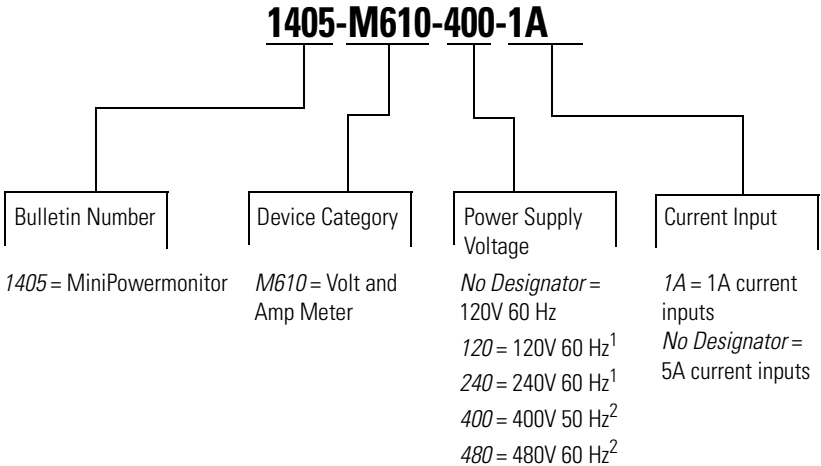 1405-M610-400-1A
Bulletin Number
1405 = MiniPowermonitor
Device Category
M610 = Volt and
Amp Meter
Power Supply
Voltage
No Designator =
120V 60 Hz
120 = 120V 60 Hz¹
240 = 240V 60 Hz¹
400 = 400V 50 Hz²
480 = 480V 60 Hz²
Current Input
1A = 1A current
inputs
No Designator =
5A current inputs